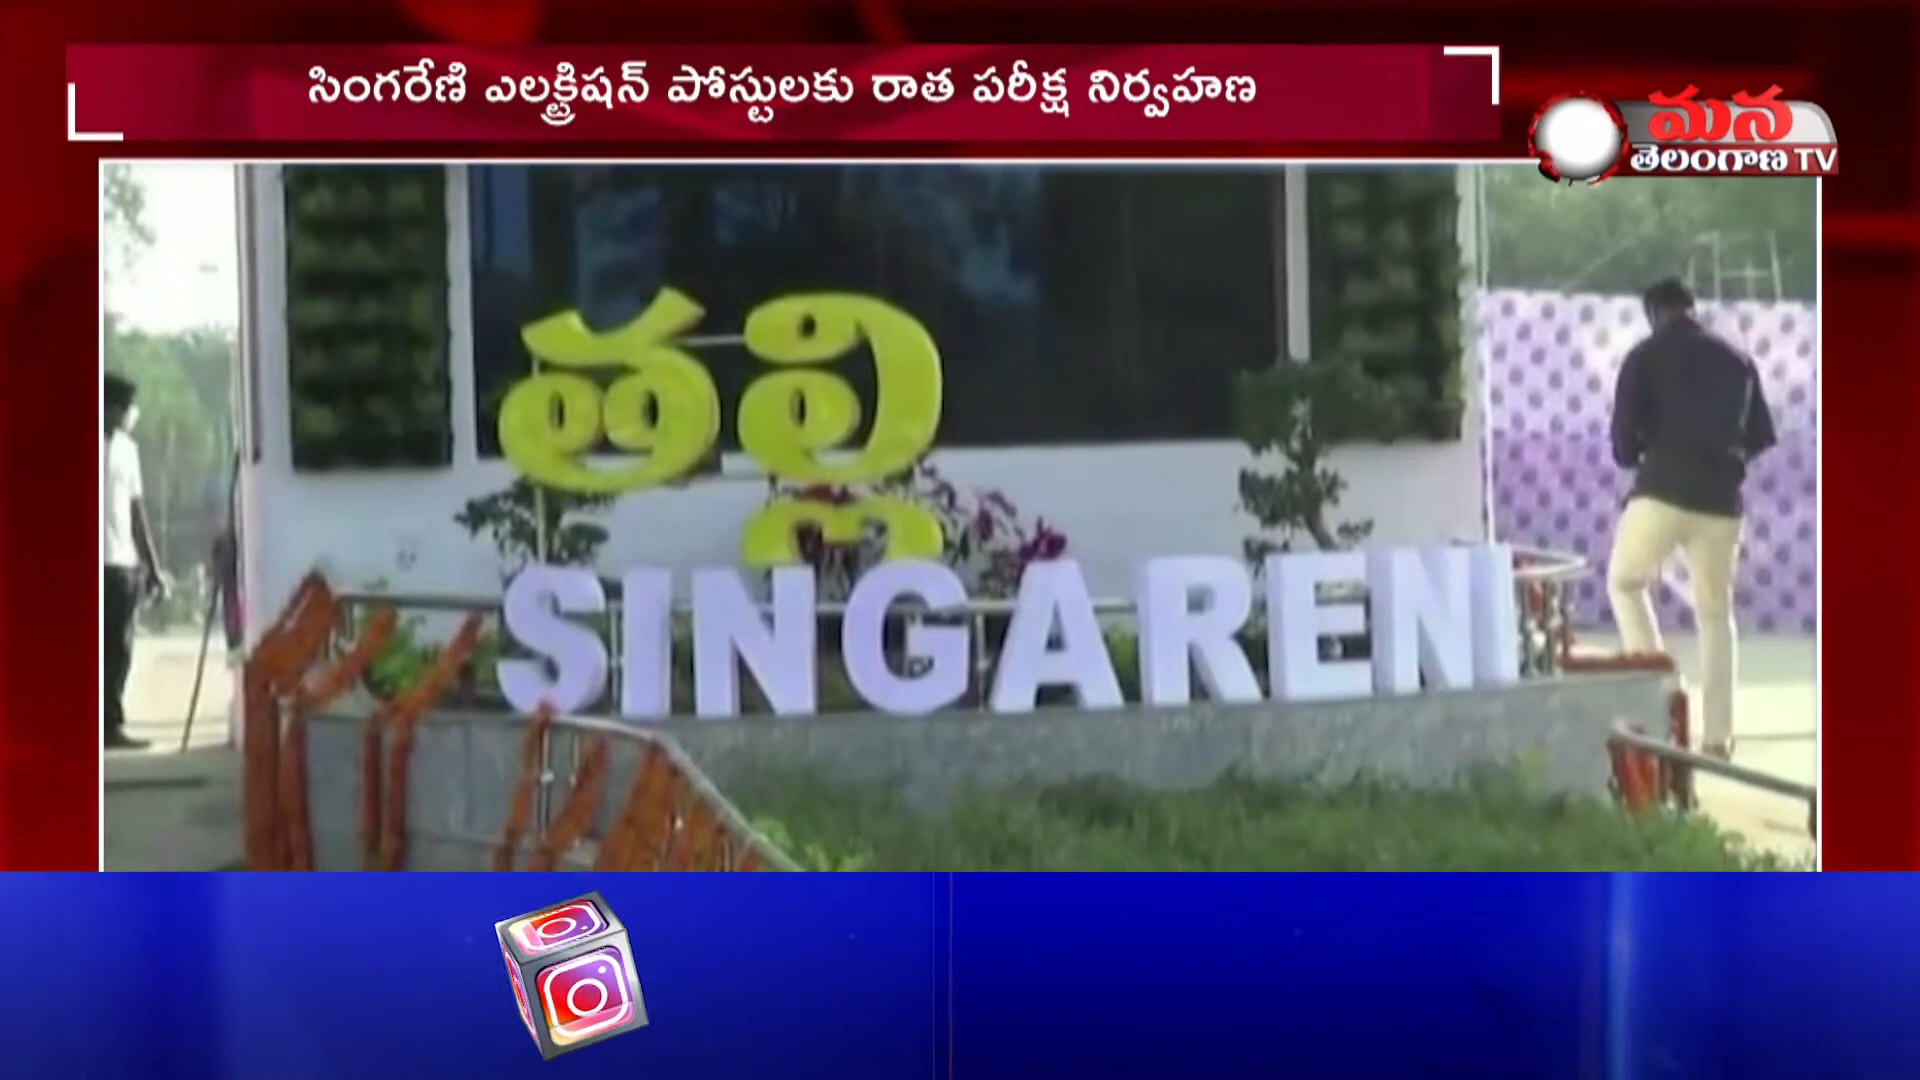 సింగరేణి ఎలక్ట్రిషన్ పోస్టులకు రాత పరీక్ష నిర్వహణ
మన
తెలంగాణ TV
తల్లి
SINGARENI